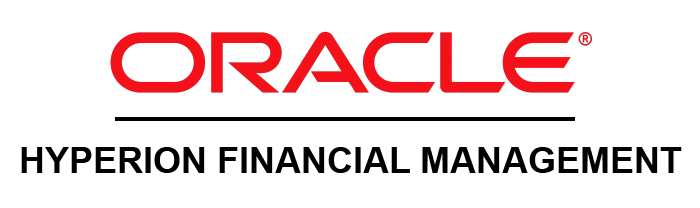 ORACLE®
HYPERION FINANCIAL MANAGEMENT